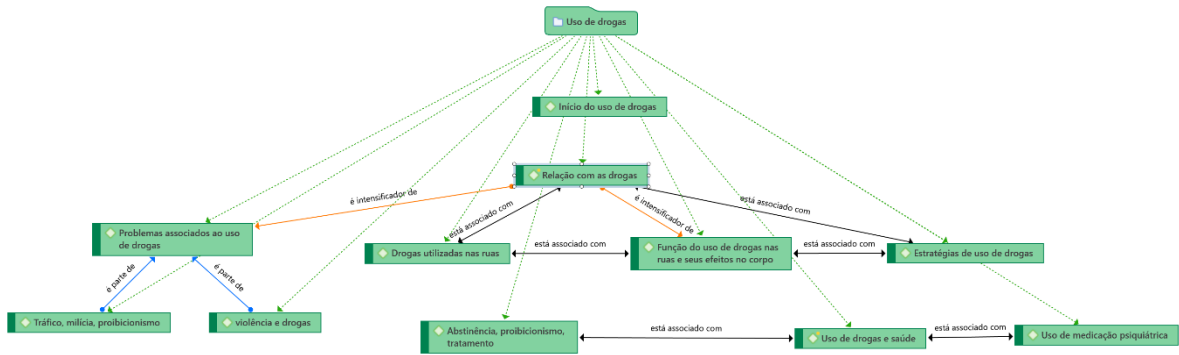 Uso de drogas
Início do uso de drogas
Relação com as drogas
é intensificador de
está associado com
é intensificador de
está associado com
Problemas associados ao uso
de drogas
Drogas utilizadas nas ruas
está associado com
Função do uso de drogas nas
ruas e seus efeitos no corpo
está associado com
Estratégias de uso de drogas
é parte de
é parte de
Tráfico, milícia, proibicionismo
violência e drogas
Abstinência, proibicionismo,
tratamento
está associado com
Uso de drogas e saúde
está associado com
Uso de medicação psiquiátrica